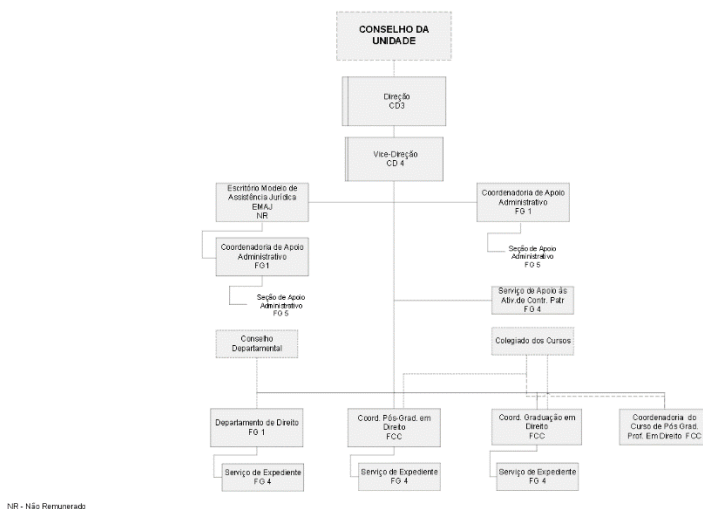 CONSELHO DA
UNIDADE
Direção
CD3
Vice-Direção
CD 4
Escritório Modelo de
Assistência Jurídica
EMAJ
NR
Coordenadoria de Apoio
Administrativo
FG 1
Coordenadoria de Apoio
Administrativo
FG1
Seção de Apoio
Administrativo
FG 5
Seção de Apoio
Administrativo
FG 5
Serviço de Apoio ás
Ativ.de Contr. Patr
FG 4
Conselho
Departamental
Colegiado dos Cursos
Departamento de Direito
FG 1
Coord. Pós-Grad. em
Direito
FCC
Coord. Graduação em
Direito
FCC
Coordenadoria do
Curso de Pós Grad.
Prof. Em Direito FCC
Serviço de Expediente
FG 4
Serviço de Expediente
FG 4
Serviço de Expediente
FG 4
NR - Não Remunerado